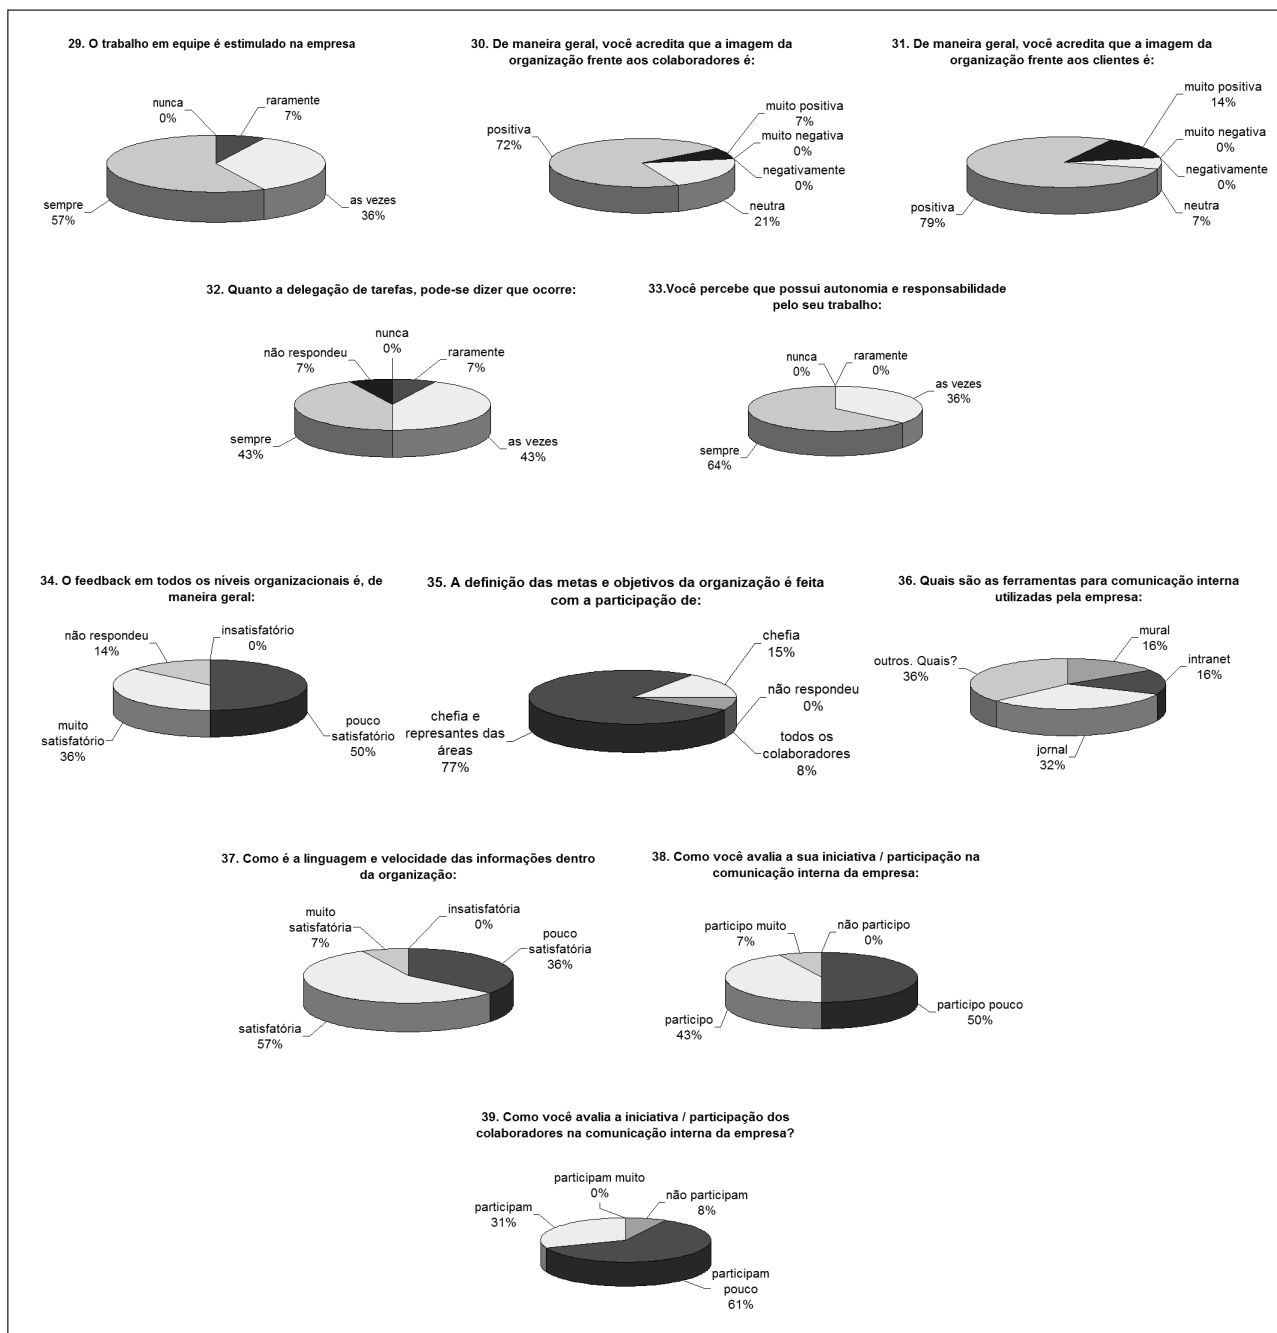 29. O trabalho em equipe é estimulado na empresa
nunca
0%
raramente
7%
sempre
57%
as vezes
36%
30. De maneira geral, você acredita que a imagem da
organização frente aos colaboradores é:
positiva
72%
muito positiva
7%
muito negativa
0%
negativamente
0%
neutra
21%
31. De maneira geral, você acredita que a imagem da
organização frente aos clientes é:
muito positiva
14%
muito negativa
0%
negativamente
0%
positiva
79%
neutra
7%
32. Quanto a delegação de tarefas, pode-se dizer que ocorre:
nunca
0%
não respondeu
7%
raramente
7%
sempre
43%
as vezes
43%
33.Você percebe que possui autonomia e responsabilidade
pelo seu trabalho:
nunca
0%
raramente
0%
as vezes
36%
sempre
64%
34. O feedback em todos os níveis organizacionais é, de
maneira geral:
não respondeu
14%
insatisfatório
0%
muito
satisfatório
36%
pouco
satisfatório
50%
35. A definição das metas e objetivos da organização é feita
com a participação de:
chefia
15%
não respondeu
0%
chefia e
represantes das
áreas
77%
todos os
colaboradores
8%
36. Quais são as ferramentas para comunicação interna
utilizadas pela empresa:
mural
16%
outros. Quais?
36%
intranet
16%
jornal
32%
37. Como é a linguagem e velocidade das informações dentro
da organização:
muito
satisfatória
7%
insatisfatória
0%
pouco
satisfatória
36%
satisfatória
57%
38. Como você avalia a sua iniciativa / participação na
comunicação interna da empresa:
participo muito
7%
não participo
0%
participo
43%
participo pouco
50%
39. Como você avalia a iniciativa / participação dos
colaboradores na comunicação interna da empresa?
participam muito
0%
não participam
8%
participam
31%
participam
pouco
61%